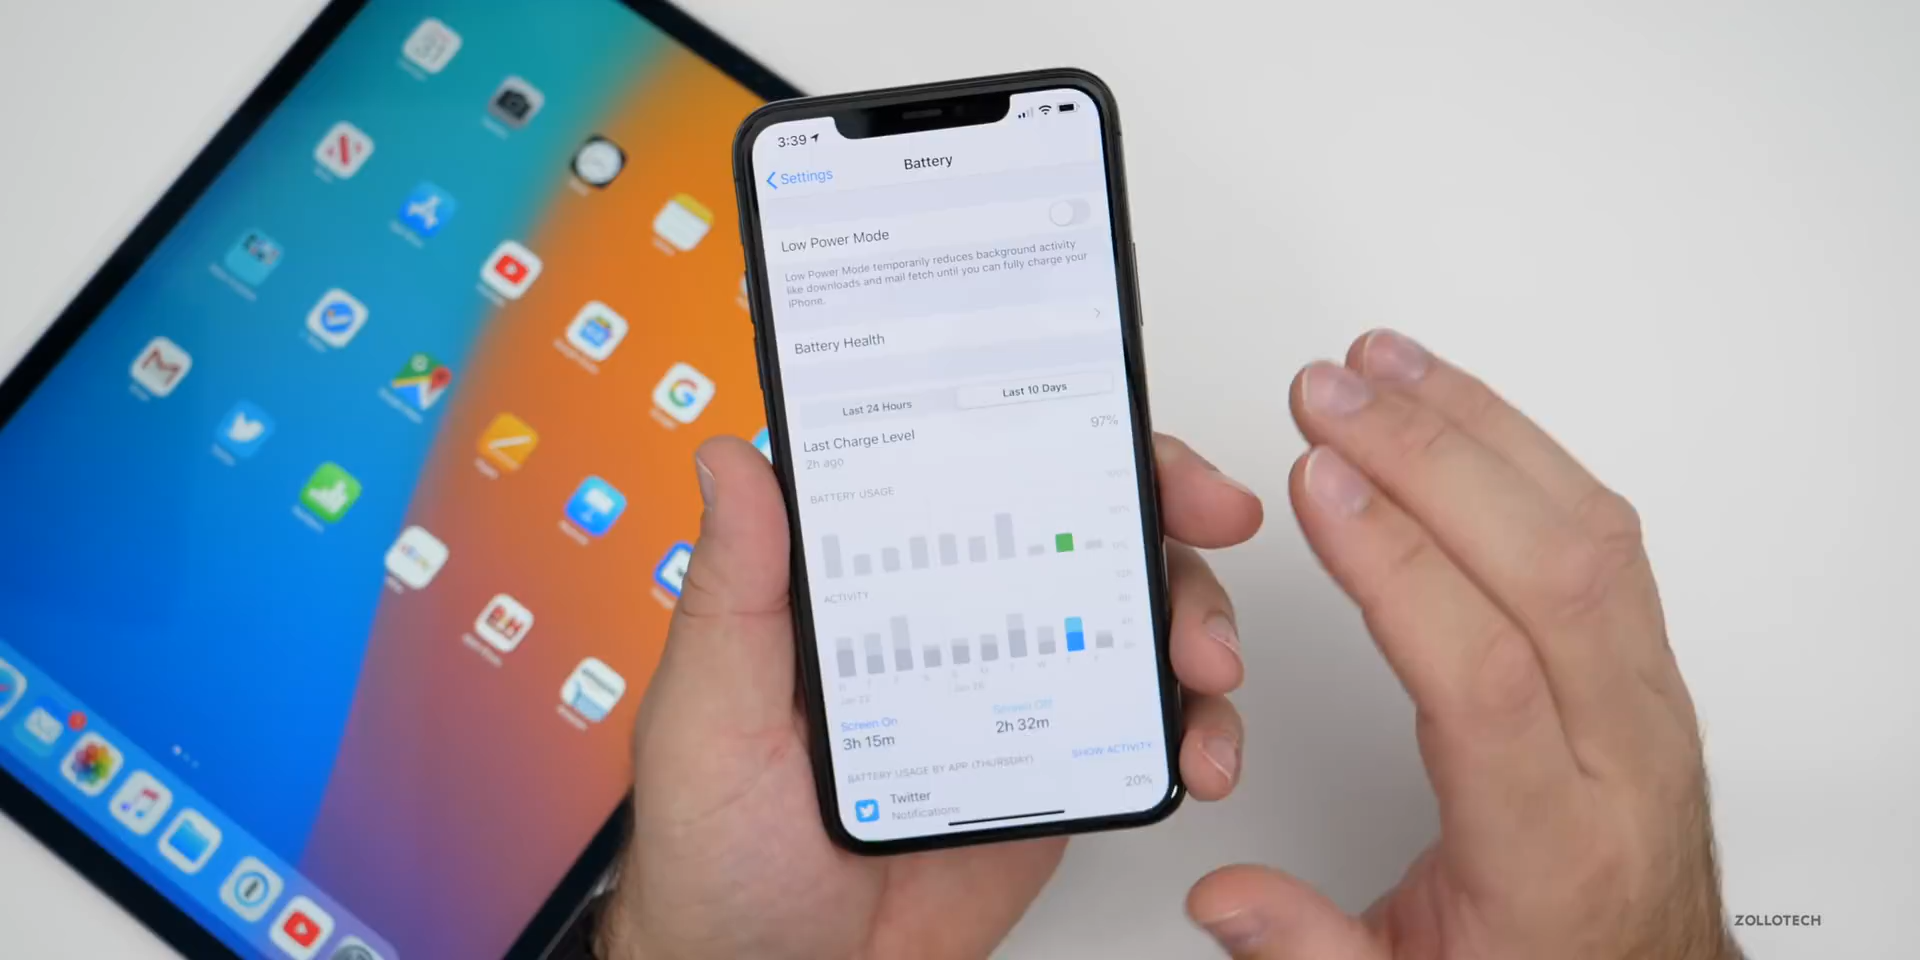 3:39
Settings
Battery
Low Power Mode
Low Power Mode temporarily reduces background activity
like downloads and mail fetch until you can fully charge your
iPhone.
Battery Health
Last 24 Hours
Last 10 Days
Last Charge Level
97%
2h ago
BATTERY USAGE
100%
ACTIVITY
Screen On
Screen Off
3h 15m
2h 32m
BATTERY USAGE BY APP (THURSDAY)
SHOW ACTIVITY
Twitter
20%
Notifications
ZOLLOTECH